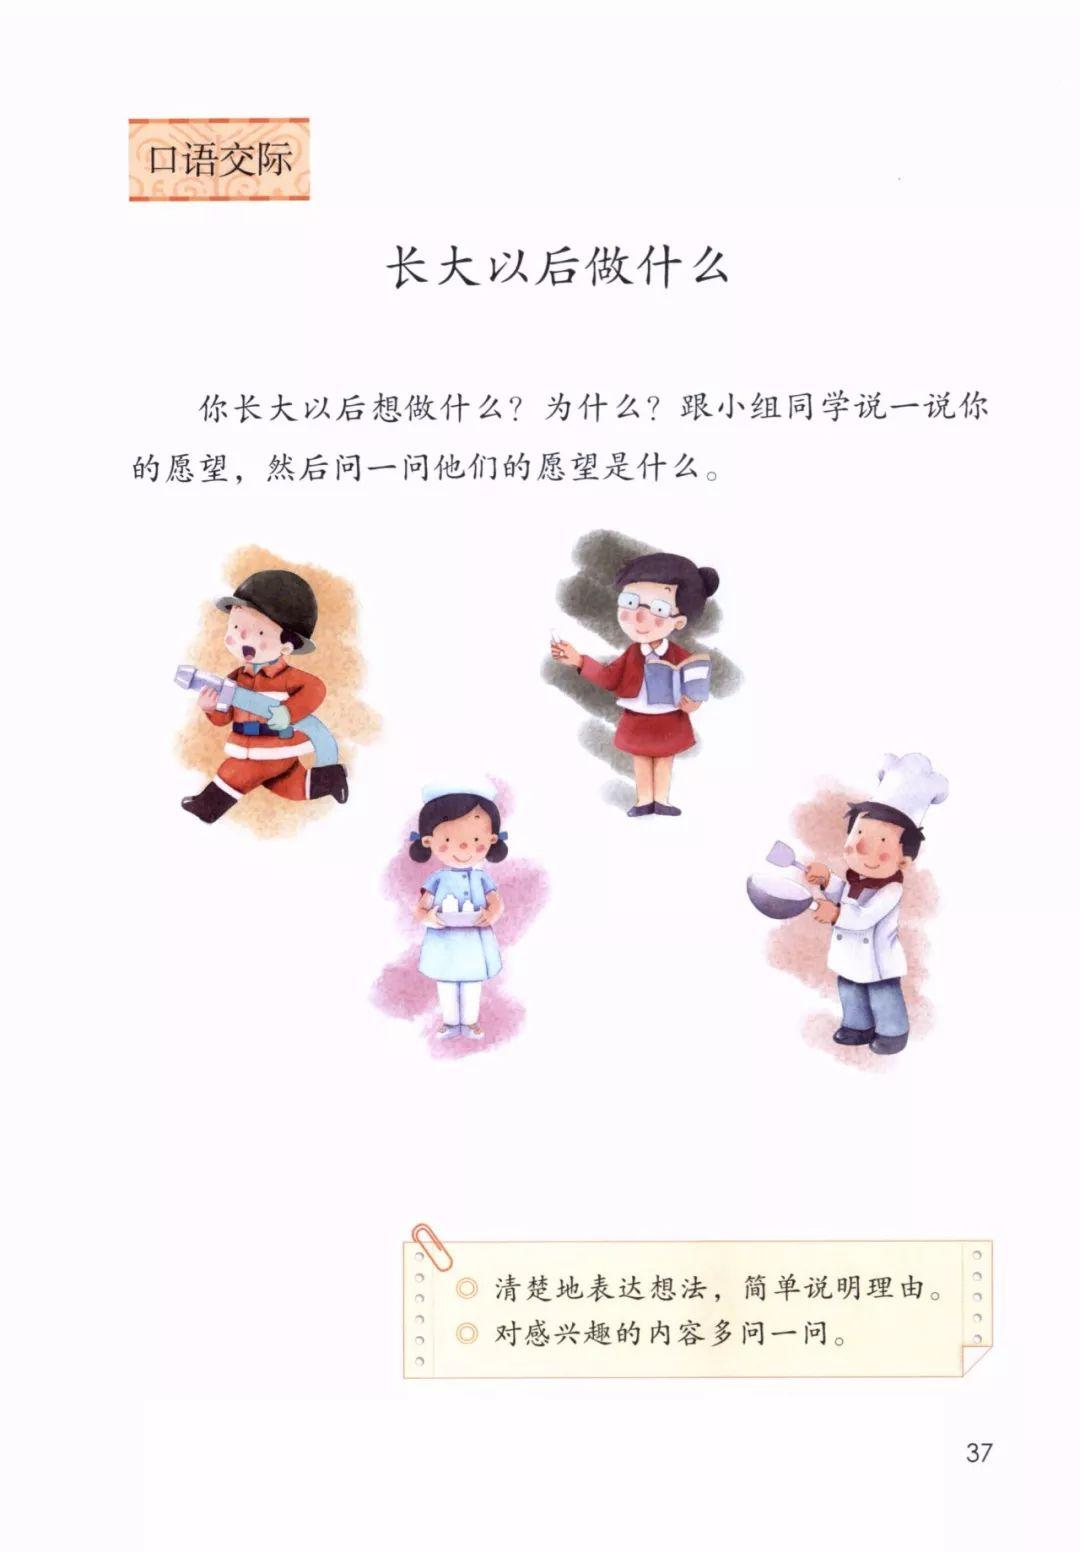 口语交际
长大以后做什么
你长大以后想做什么？为什么？跟小组同学说一说你
的愿望，然后问一问他们的愿望是什么。
清楚地表达想法，简单说明理由。
对感兴趣的内容多问一问。
37